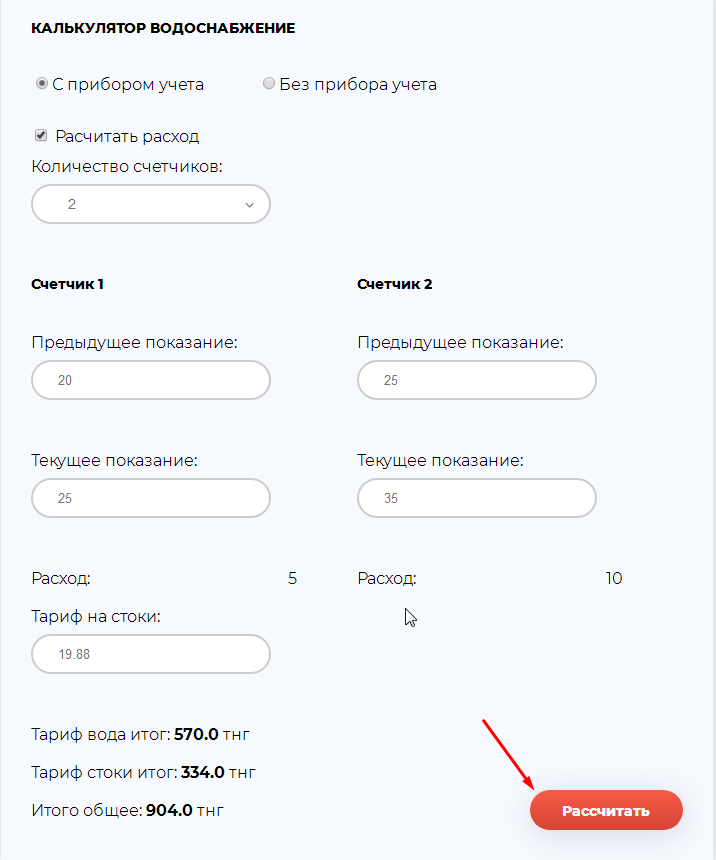 КАЛЬКУЛЯТОР ВОДОСНАБЖЕНИЕ
С прибором учета Без прибора учета
Расчитать расход
Количество счетчиков:
2
Счетчик 1 Счетчик 2
Предыдущее показание: Предыдущее показание:
20 25
Текущее показание: Текущее показание:
25 35
Расход: 5 Расход: 10
Тариф на стоки:
19.88
Тариф вода итог: 570.0 тнг
Тариф стоки итог: 334.0 тнг
Итого общее: 904.0 тнг
Рассчитать